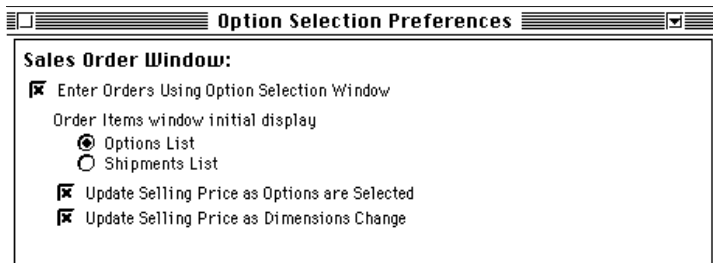 Option Selection Preferences
Sales Order Window:
Enter Orders Using Option Selection Window
Order Items window initial display
Options List
Shipments List
Update Selling Price as Options are Selected
Update Selling Price as Dimensions Change